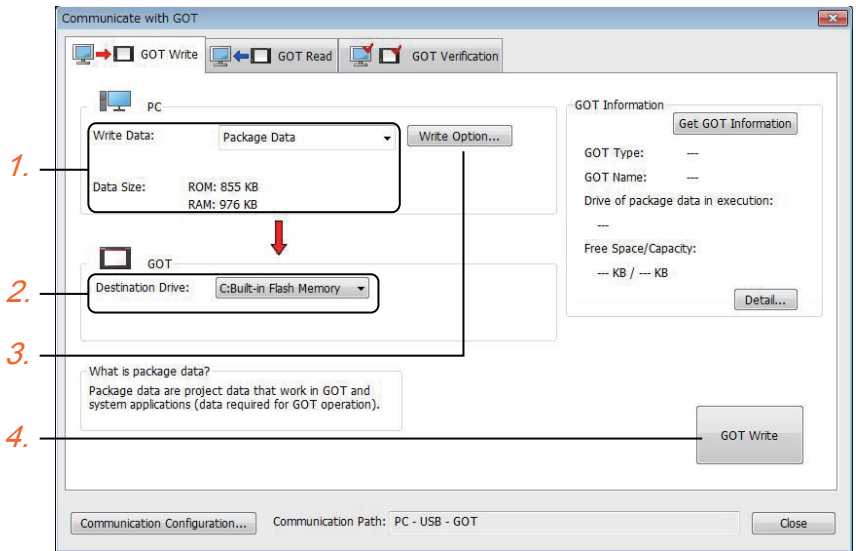 Communicate with GOT
GOT Write
GOT Read
GOT Verification
PC
Write Data:
Package Data
Write Option...
Data Size:
ROM: 855 KB
RAM: 976 KB
1.
GOT
Destination Drive:
C:Built-in Flash Memory
2.
3.
What is package data?
Package data are project data that work in GOT and
system applications (data required for GOT operation).
4.
GOT Information
Get GOT Information
GOT Type: ---
GOT Name: ---
Drive of package data in execution:
---
Free Space/Capacity:
--- KB / --- KB
Detail...
GOT Write
Communication Configuration...
Communication Path: PC - USB - GOT
Close